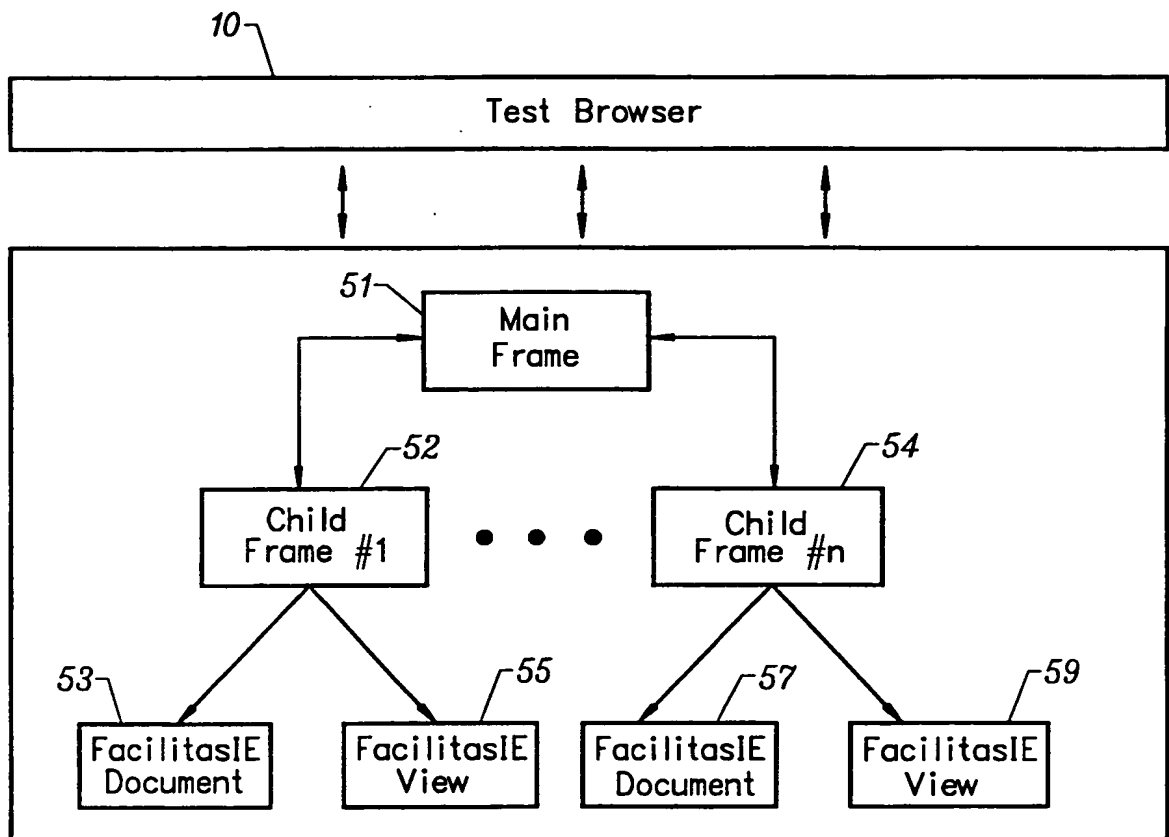 10
Test Browser
51
Main
Frame
52
54
Child
Frame #1
Child
Frame #n
53
55
57
59
FacilitasIE
Document
FacilitasIE
View
FacilitasIE
Document
FacilitasIE
View